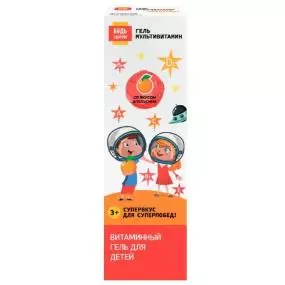 БУДЬ
ЗДОРОВ!
ГЕЛЬ
МУЛЬТИВИТАМИН
СО ВКУСОМ
АПЕЛЬСИНА
3+
СУПЕРВКУС
ДЛЯ СУПЕРПОБЕД!
ВИТАМИННЫЙ
ГЕЛЬ ДЛЯ
ДЕТЕЙ